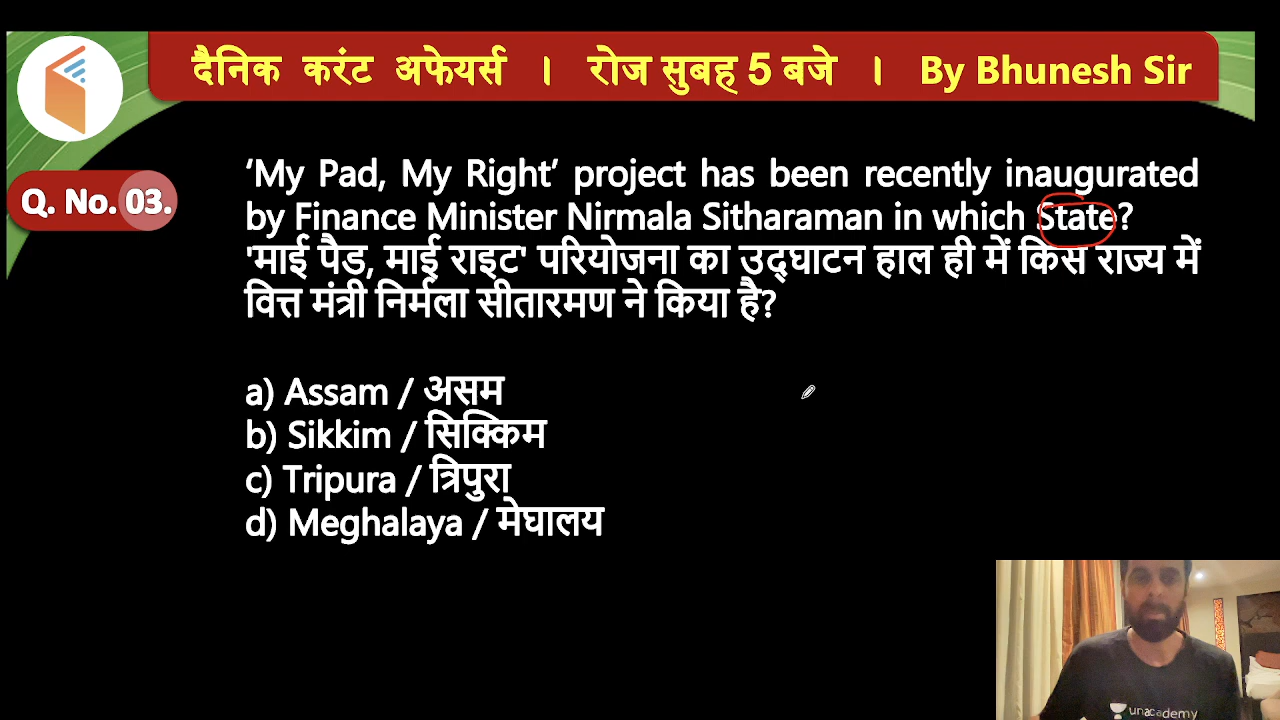 दैनिक करंट अफेयर्स । रोज सुबह 5 बजे । By Bhunesh Sir
Q. No. 03.
‘My Pad, My Right’ project has been recently inaugurated
by Finance Minister Nirmala Sitharaman in which State?
'माई पैड, माई राइट' परियोजना का उद्घाटन हाल ही में किस राज्य में
वित्त मंत्री निर्मला सीतारमण ने किया है?
a) Assam / असम
b) Sikkim / सिक्किम
c) Tripura / त्रिपुरा
d) Meghalaya / मेघालय
unacademy